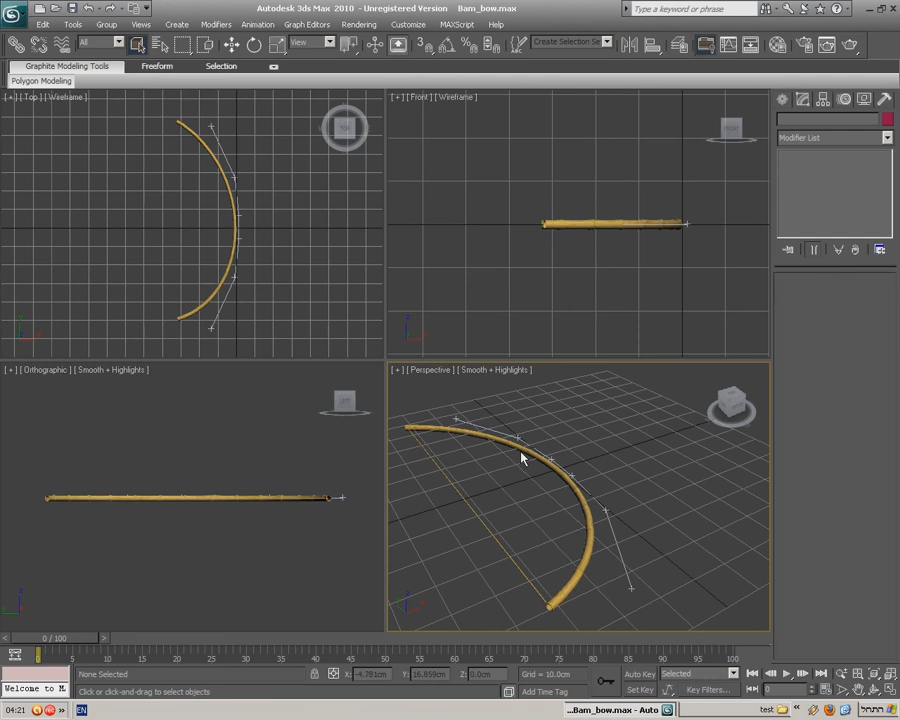 Autodesk 3ds Max 2010 - Unregistered Version Bam_bow.max
Type a keyword or phrase
Edit Tools Group Views Create Modifiers Animation Graph Editors Rendering Customize MAXScript Help
All View Create Selection Se
Graphite Modeling Tools Freeform Selection
Polygon Modeling
[ + ] [ Top ] [ Wireframe ]
[ + ] [ Front ] [ Wireframe ]
TOP
FRONT
Modifier List
[ + ] [ Orthographic ] [ Smooth + Highlights ]
[ + ] [ Perspective ] [ Smooth + Highlights ]
LEFT
0 / 100
0 5 10 15 20 25 30 35 40 45 50 55 60 65 70 75 80 85 90 95 100
None Selected X: -4.781cm Y: 16.859cm Z: 0.0cm Grid = 10.0cm Auto Key Selected
Welcome to M Click or click-and-drag to select objects Add Time Tag Set Key Key Filters... 0
04:21 EN ...Bam_bow.max - Auto test התחל